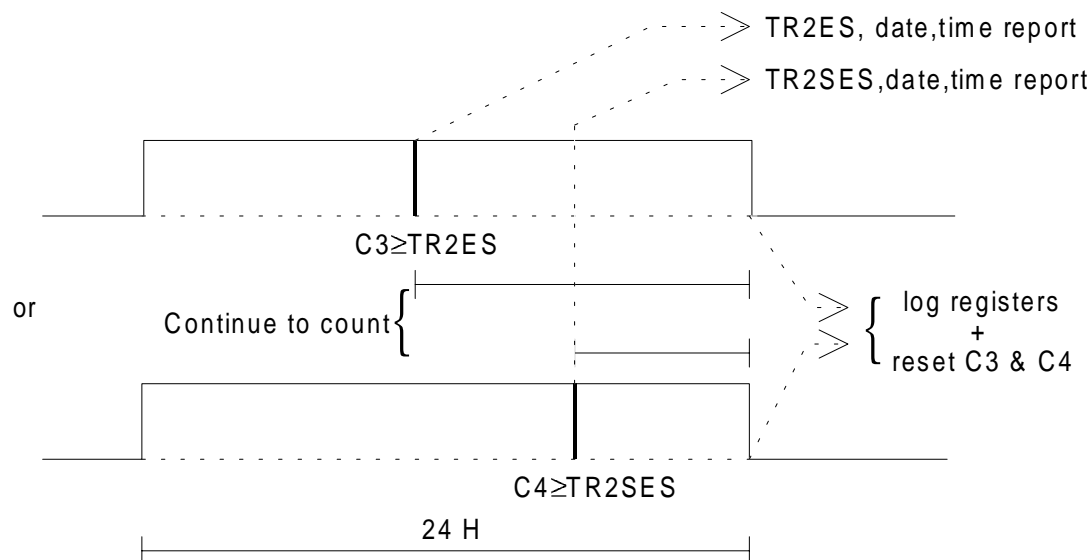 TR2ES, date,time report
TR2SES,date,time report
C3≥TR2ES
or
Continue to count{
{ log registers
+
reset C3 & C4
C4≥TR2SES
24 H